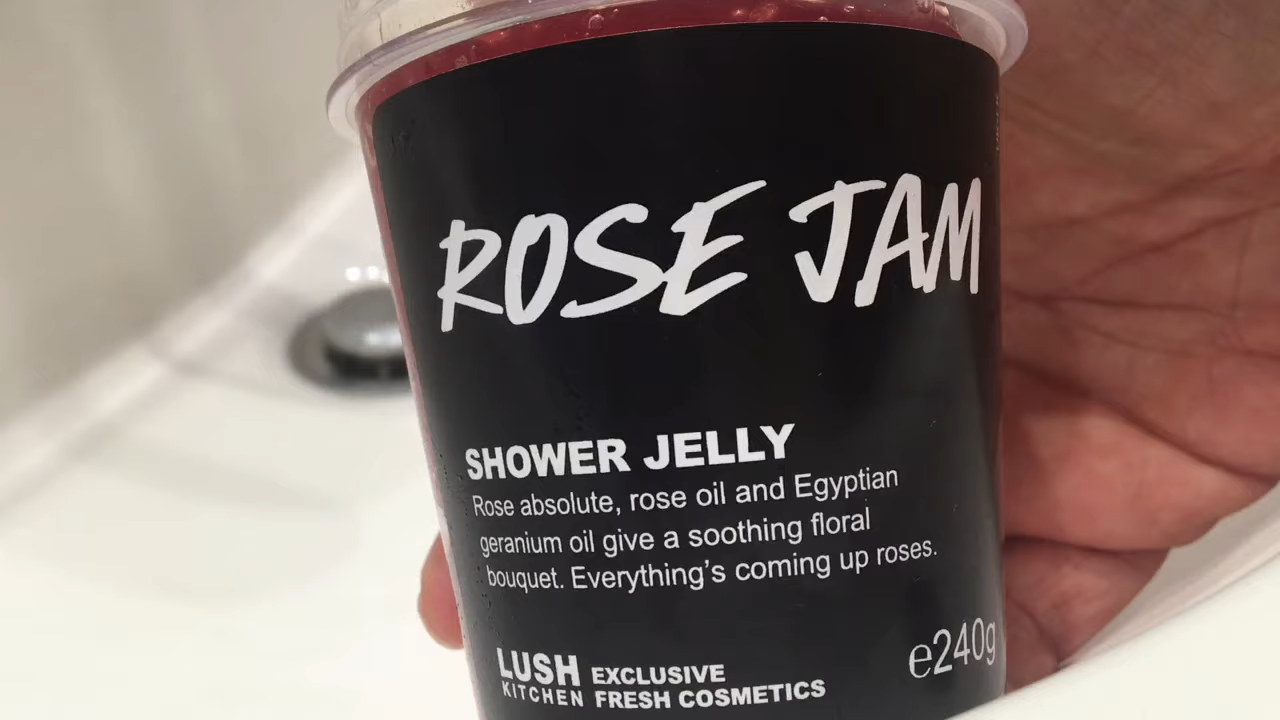 ROSE JAM
SHOWER JELLY
Rose absolute, rose oil and Egyptian
geranium oil give a soothing floral
bouquet. Everything's coming up roses.
LUSH EXCLUSIVE
KITCHEN FRESH COSMETICS
℮240g